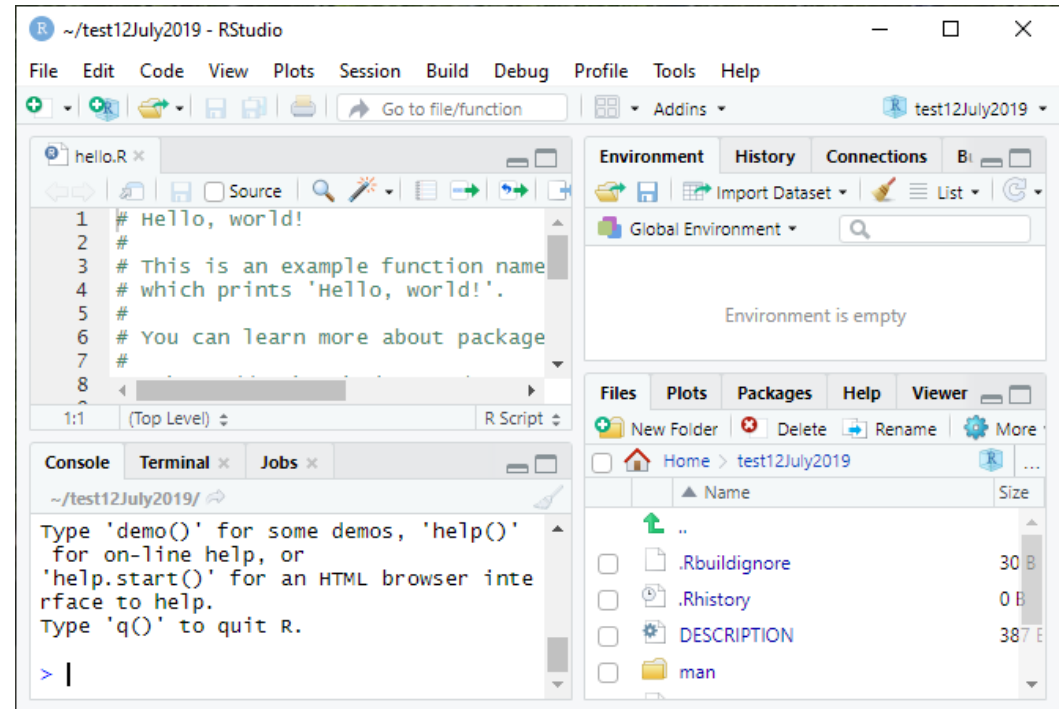 R ~/test12July2019 - RStudio
File Edit Code View Plots Session Build Debug Profile Tools Help
R Go to file/function Addins R test12July2019
R hello.R
Source
1 # Hello, world!
2 #
3 # This is an example function name
4 # which prints 'Hello, world!'.
5 #
6 # You can learn more about package
7 #
8
1:1 (Top Level) R Script
Console Terminal Jobs
~/test12July2019/
Type 'demo()' for some demos, 'help()'
for on-line help, or
'help.start()' for an HTML browser inte
rface to help.
Type 'q()' to quit R.
>
Environment History Connections
Import Dataset List
Global Environment
Environment is empty
Files Plots Packages Help Viewer
New Folder Delete Rename More
Home > test12July2019 R ...
Name Size
..
.Rbuildignore 30 B
.Rhistory 0 B
DESCRIPTION 387 B
man